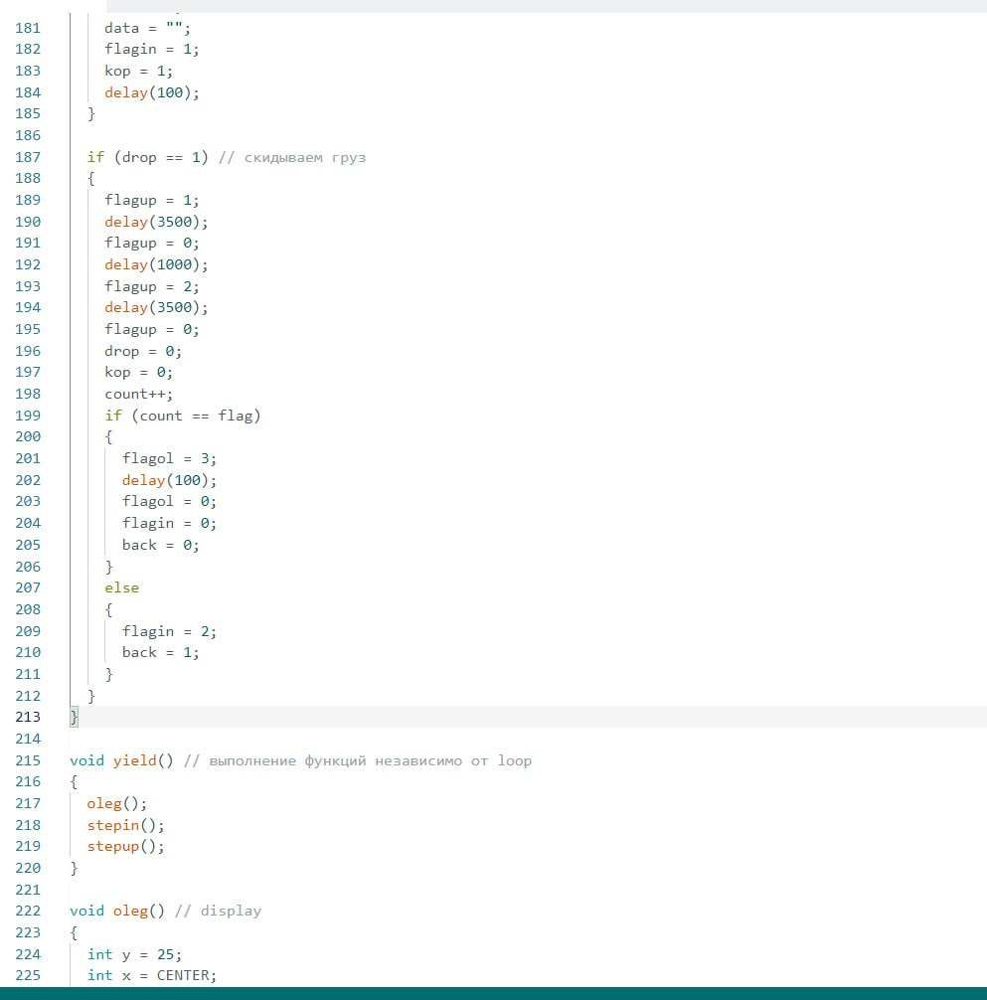 181 data = "";
182 flagin = 1;
183 kop = 1;
184 delay(100);
185 }
186
187 if (drop == 1) // скидываем груз
188 {
189 flagup = 1;
190 delay(3500);
191 flagup = 0;
192 delay(1000);
193 flagup = 2;
194 delay(3500);
195 flagup = 0;
196 drop = 0;
197 kop = 0;
198 count++;
199 if (count == flag)
200 {
201 flagol = 3;
202 delay(100);
203 flagol = 0;
204 flagin = 0;
205 back = 0;
206 }
207 else
208 {
209 flagin = 2;
210 back = 1;
211 }
212 }
213 }
214
215 void yield() // выполнение функций независимо от loop
216 {
217 oleg();
218 stepin();
219 stepup();
220 }
221
222 void oleg() // display
223 {
224 int y = 25;
225 int x = CENTER;